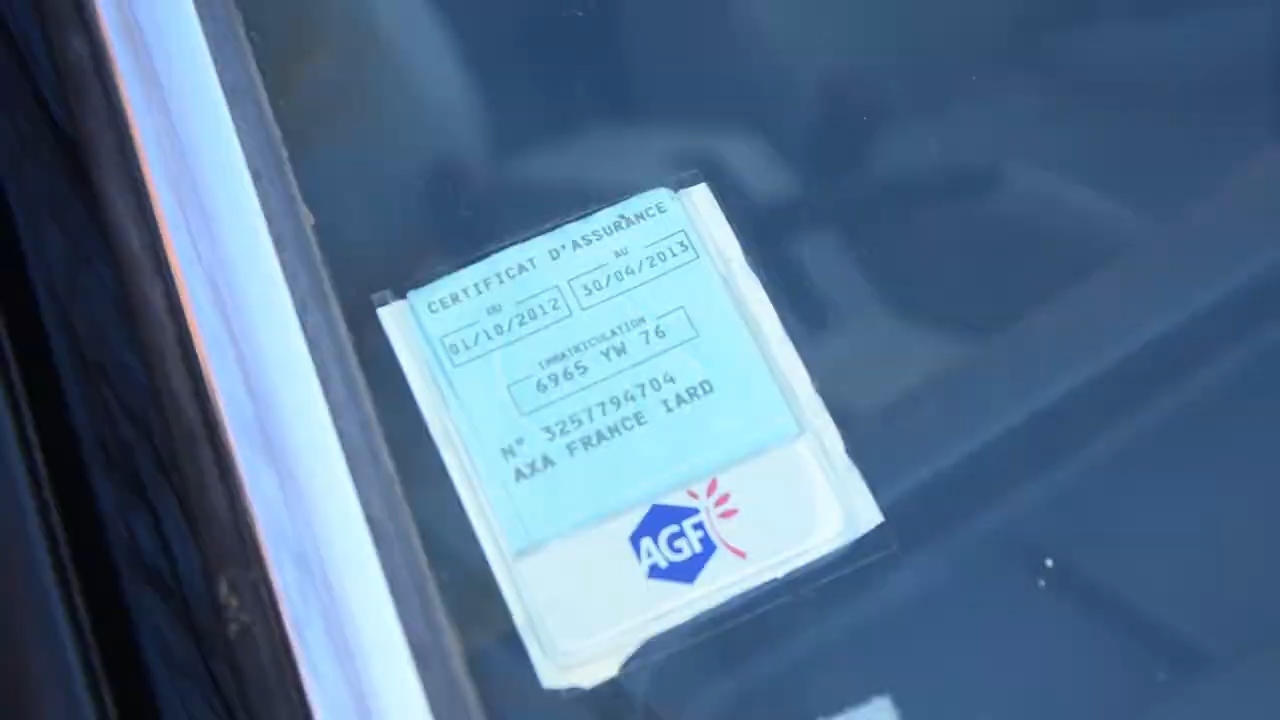 CERTIFICAT D'ASSURANCE
DU AU
01/10/2012 30/04/2013
IMMATRICULATION
6965 YW 76
N° 3257794704
AXA FRANCE IARD
AGF